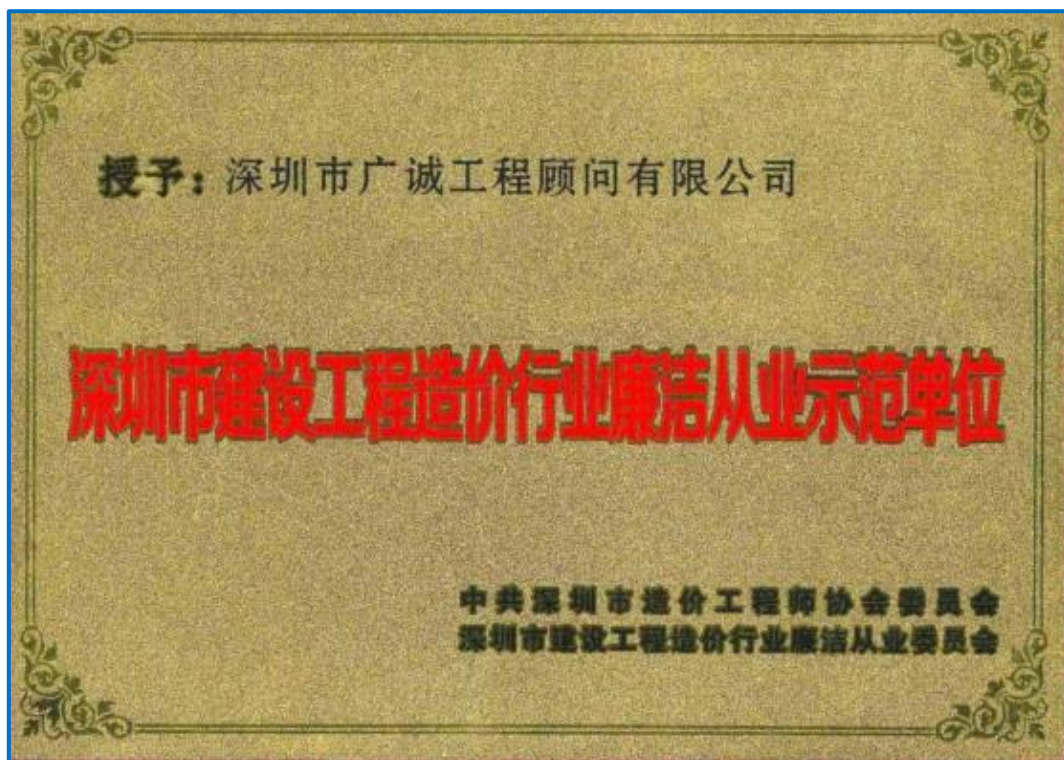 授予：深圳市广诚工程顾问有限公司
深圳市建设工程造价行业廉洁从业示范单位
中共深圳市造价工程师协会委员会
深圳市建设工程造价行业廉洁从业委员会